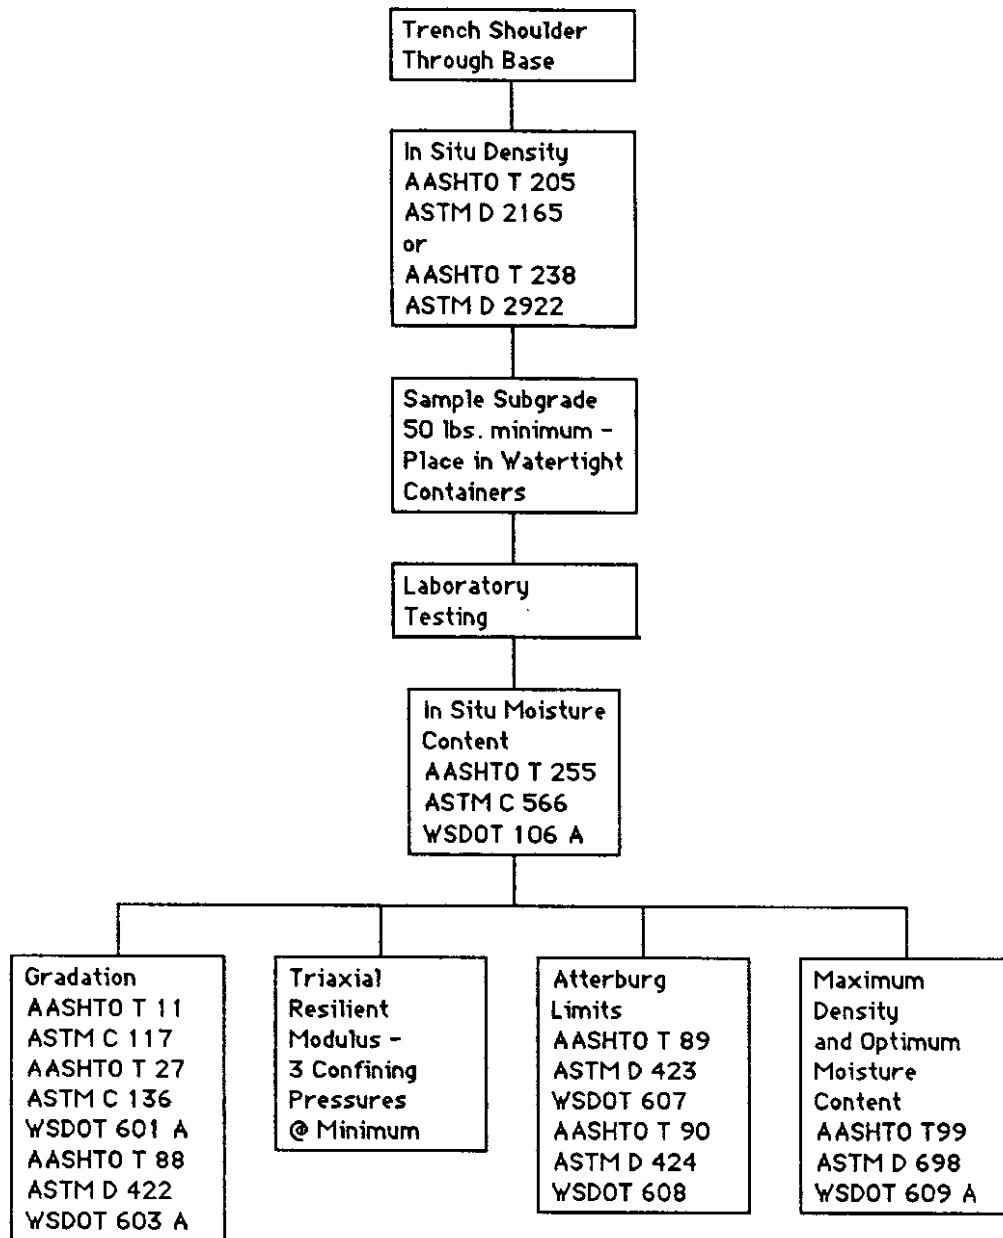 Trench Shoulder
Through Base
In Situ Density
AASHTO T 205
ASTM D 2165
or
AASHTO T 238
ASTM D 2922
Sample Subgrade
50 lbs. minimum -
Place in Watertight
Containers
Laboratory
Testing
In Situ Moisture
Content
AASHTO T 255
ASTM C 566
WSDOT 106 A
Gradation
AASHTO T 11
ASTM C 117
AASHTO T 27
ASTM C 136
WSDOT 601 A
AASHTO T 88
ASTM D 422
WSDOT 603 A
Triaxial
Resilient
Modulus -
3 Confining
Pressures
@ Minimum
Atterburg
Limits
AASHTO T 89
ASTM D 423
WSDOT 607
AASHTO T 90
ASTM D 424
WSDOT 608
Maximum
Density
and Optimum
Moisture
Content
AASHTO T99
ASTM D 698
WSDOT 609 A